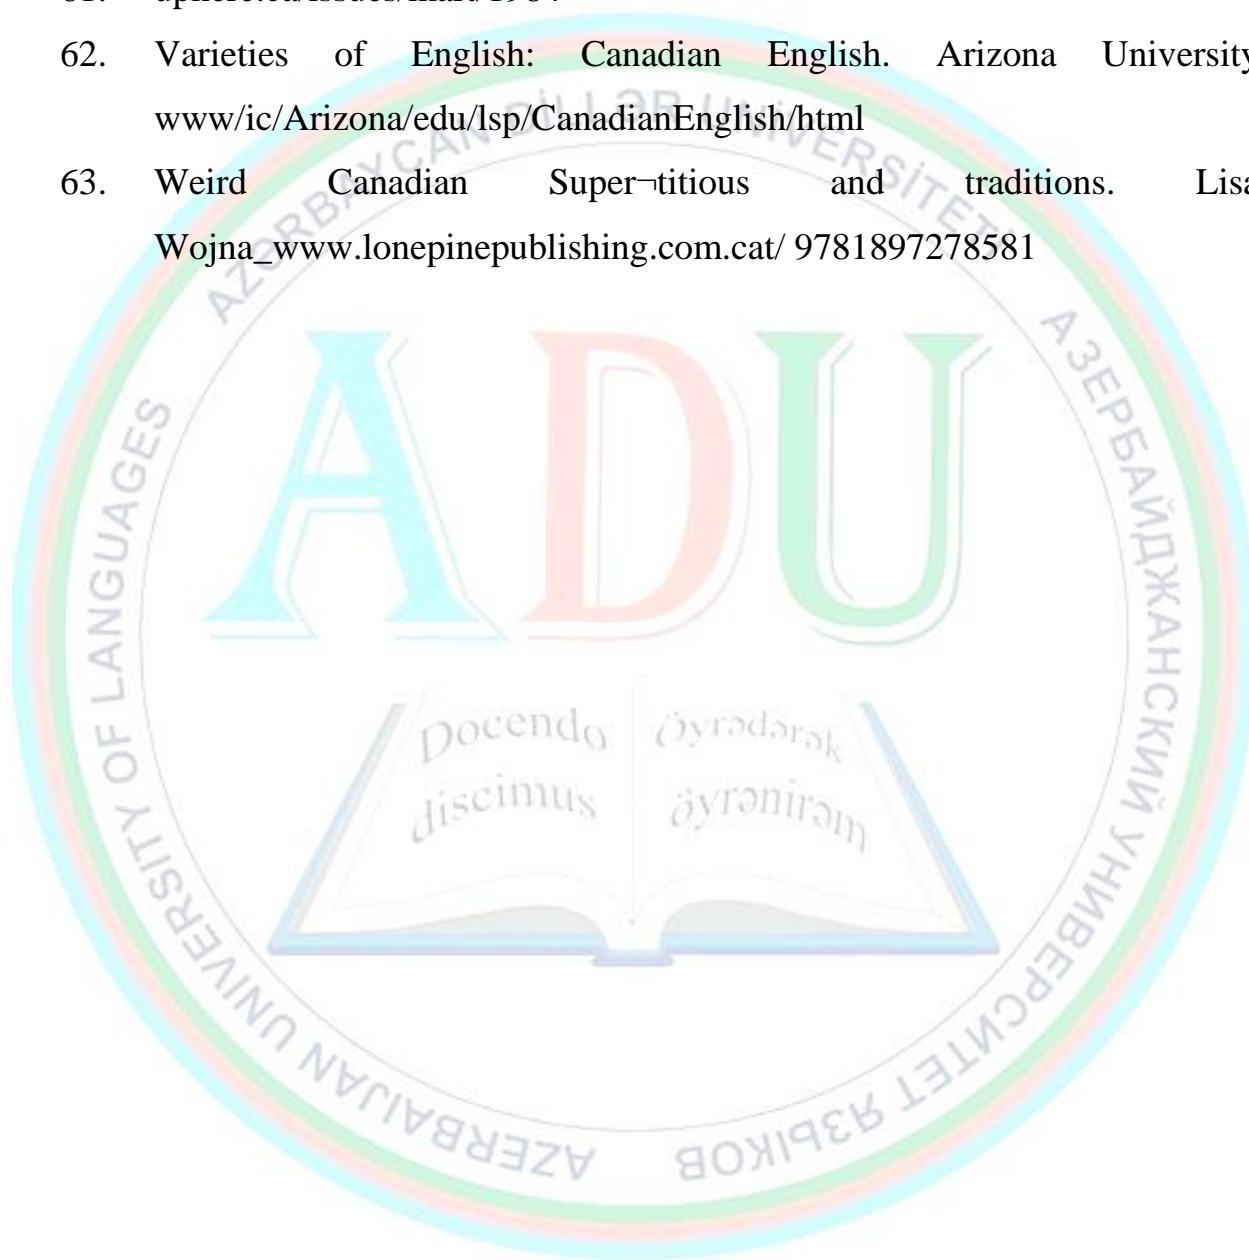 62. Varieties of English: Canadian English. Arizona University
www/ic/Arizona/edu/lsp/CanadianEnglish/html
63. Weird Canadian Super¬titious and traditions. Lisa
Wojna_www.lonepinepublishing.com.cat/ 9781897278581
AZƏRBAYCAN DİLLƏR UNİVERSİTETİ
АЗЕРБАЙДЖАНСКИЙ УНИВЕРСИТЕТ ЯЗЫКОВ
AZERBAIJAN UNIVERSITY OF LANGUAGES
ADU
Docendo
discimus
Öyrədərək
öyrənirəm